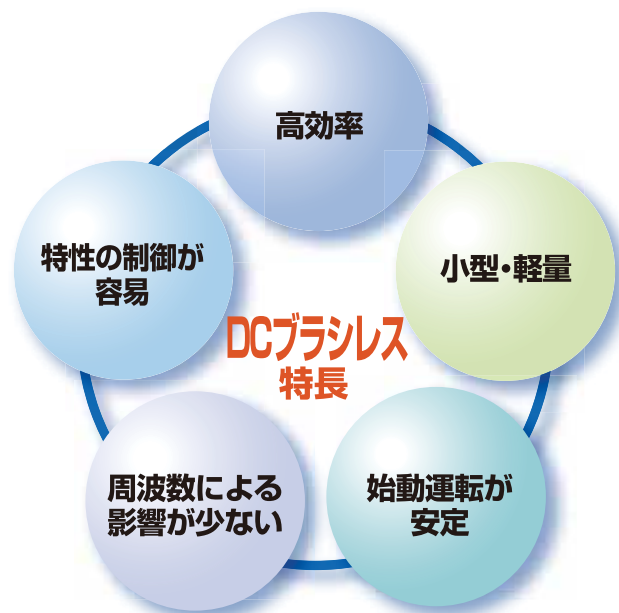 高効率
小型・軽量
始動運転が
安定
周波数による
影響が少ない
特性の制御が
容易
DCブラシレス
特長